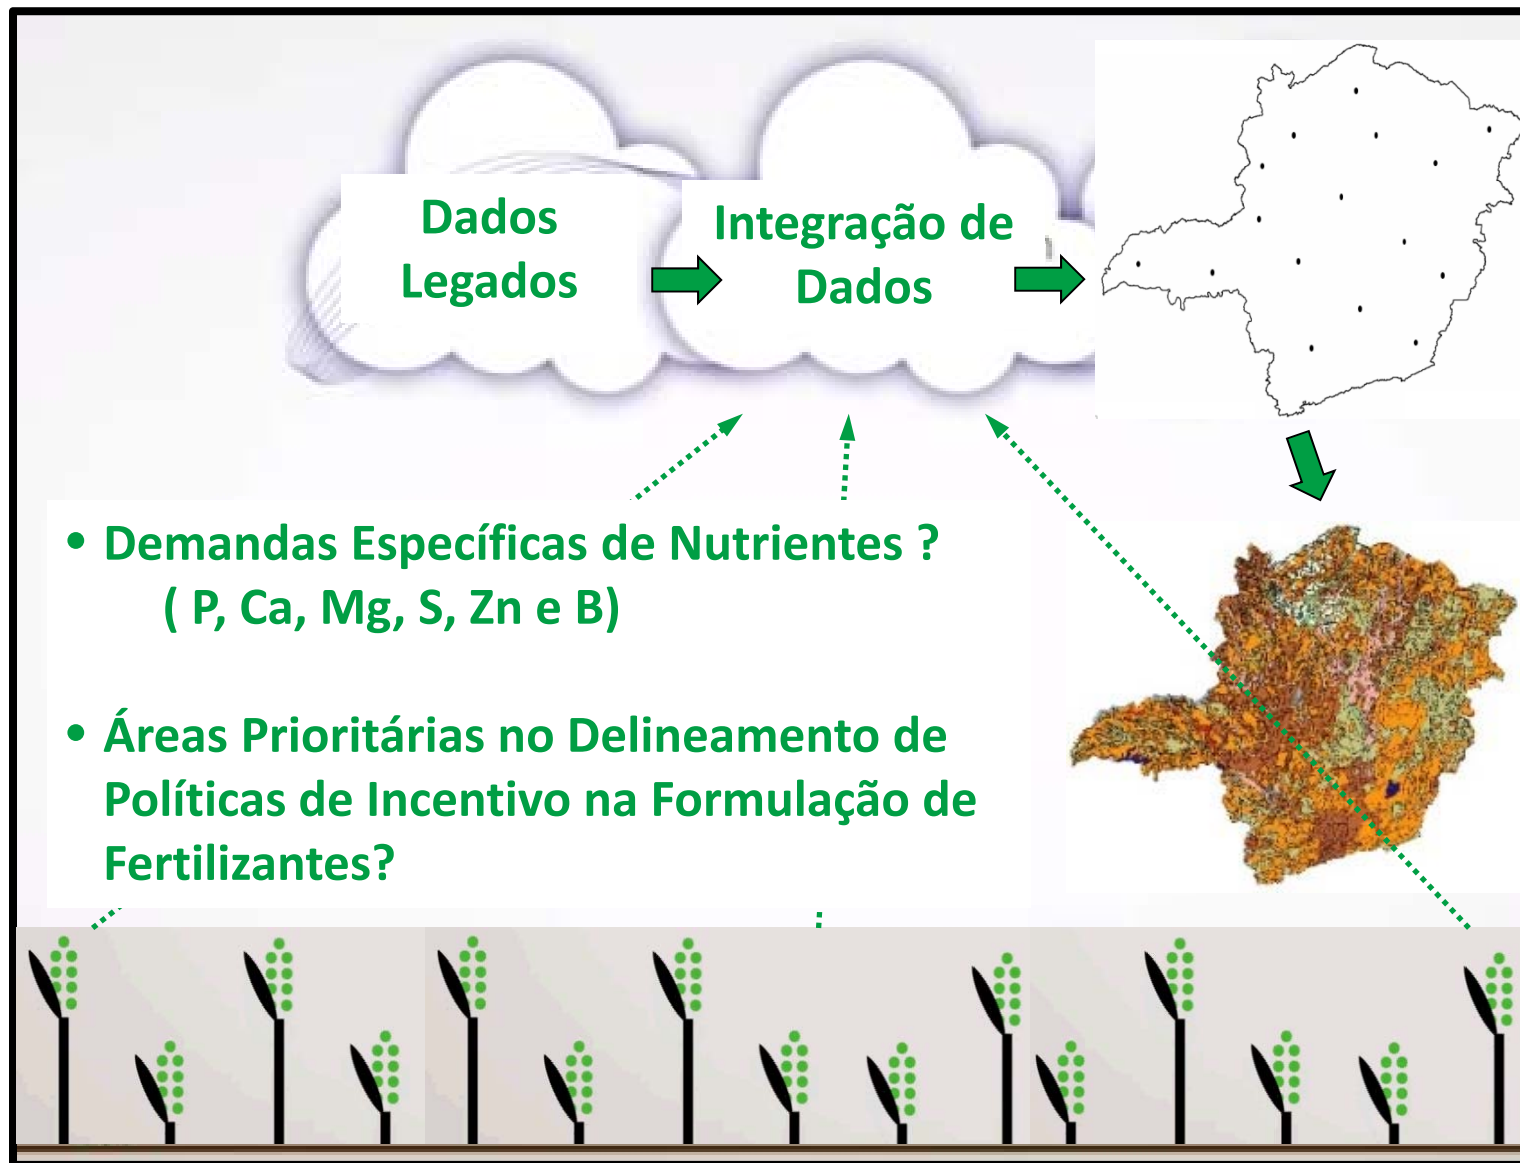 Dados
Legados
Integração de
Dados
• Demandas Específicas de Nutrientes ?
( P, Ca, Mg, S, Zn e B)
• Áreas Prioritárias no Delineamento de
Políticas de Incentivo na Formulação de
Fertilizantes?